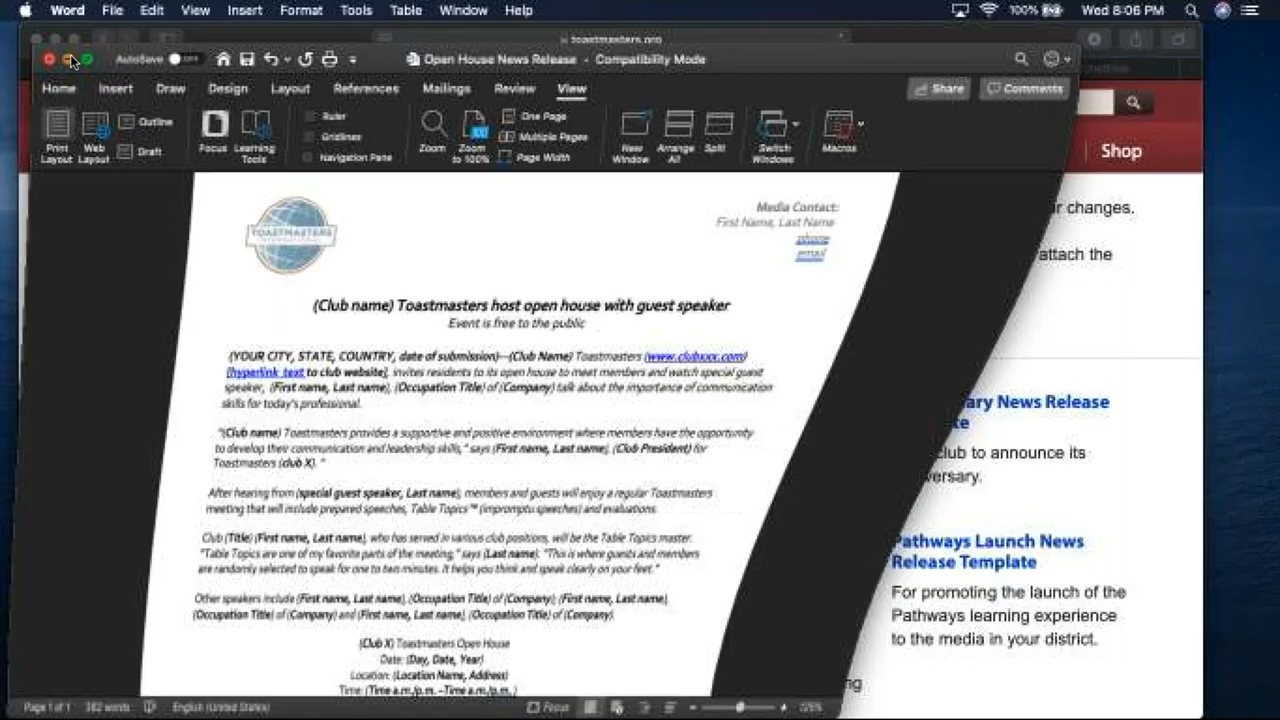 Word File Edit View Insert Format Tools Table Window Help 100% Wed 8:06 PM
toastmasters.org
AutoSave OFF Open House News Release - Compatibility Mode
Home Insert Draw Design Layout References Mailings Review View Share Comments
Print Layout
Web Layout
Outline
Draft
Focus
Learning Tools
Ruler
Gridlines
Navigation Pane
Zoom
Zoom to 100%
One Page
Multiple Pages
Page Width
New Window
Arrange All
Split
Switch Windows
Macros
Shop
TOASTMASTERS
INTERNATIONAL
Media Contact:
First Name, Last Name
phone
email
(Club name) Toastmasters host open house with guest speaker
Event is free to the public
(YOUR CITY, STATE, COUNTRY, date of submission)—(Club Name) Toastmasters (www.clubxxx.com)
[hyperlink text to club website], invites residents to its open house to meet members and watch special guest
speaker, (First name, Last name), (Occupation Title) of (Company) talk about the importance of communication
skills for today's professional.
"(Club name) Toastmasters provides a supportive and positive environment where members have the opportunity
to develop their communication and leadership skills," says (First name, Last name), (Club President) for
Toastmasters (club X). "
After hearing from (special guest speaker, Last name), members and guests will enjoy a regular Toastmasters
meeting that will include prepared speeches, Table Topics™ (impromptu speeches) and evaluations.
Club (Title) (First name, Last name), who has served in various club positions, will be the Table Topics master.
"Table Topics are one of my favorite parts of the meeting," says (Last name). "This is where guests and members
are randomly selected to speak for one to two minutes. It helps you think and speak clearly on your feet."
Other speakers include (First name, Last name), (Occupation Title) of (Company); (First name, Last name),
(Occupation Title) of (Company) and (First name, Last name), (Occupation Title) of (Company).
(Club X) Toastmasters Open House
Date: (Day, Date, Year)
Location: (Location Name, Address)
Time: (Time a.m./p.m. –Time a.m./p.m.)
r changes.
attach the
ary News Release
te
club to announce its
versary.
Pathways Launch News
Release Template
For promoting the launch of the
Pathways learning experience
to the media in your district.
ng
Page 1 of 1 382 words English (United States) Focus 126%